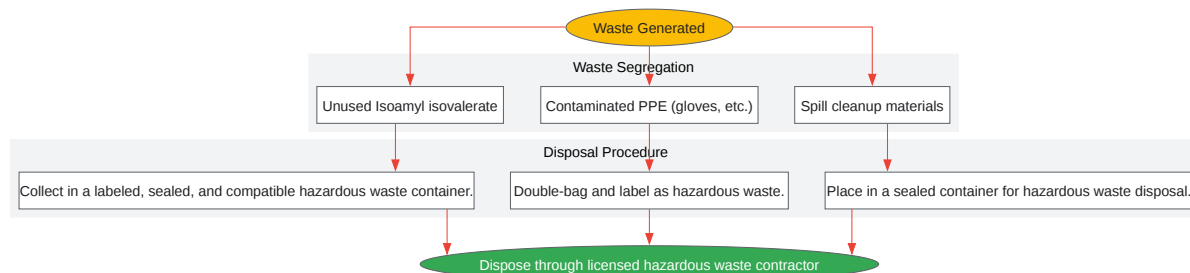 Waste Generated
Waste Segregation
Unused Isoamyl isovalerate
Contaminated PPE (gloves, etc.)
Spill cleanup materials
Disposal Procedure
Collect in a labeled, sealed, and compatible hazardous waste container.
Double-bag and label as hazardous waste.
Place in a sealed container for hazardous waste disposal.
Dispose through licensed hazardous waste contractor